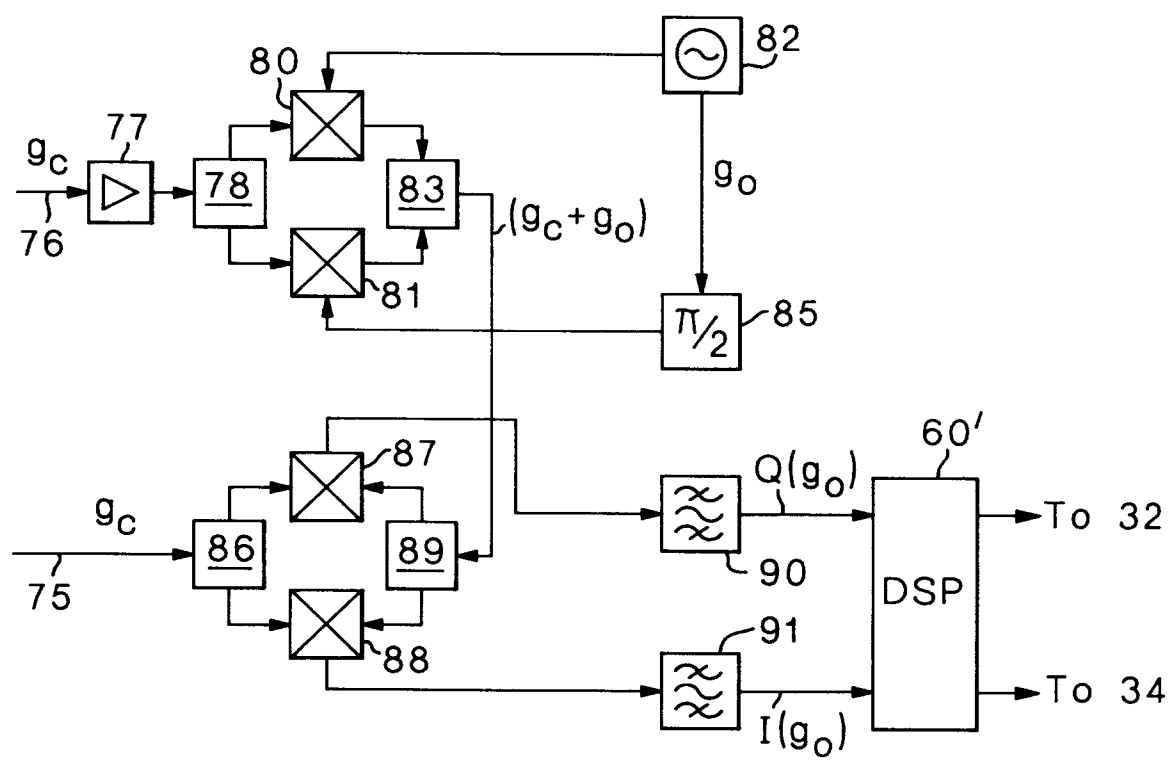 80
82
77
g_c
78
83
g_o
(g_c + g_o)
76
81
85
π/2
60′
87
Q(g_o)
g_c
To 32
86
89
90
75
DSP
91
88
To 34
I(g_o)